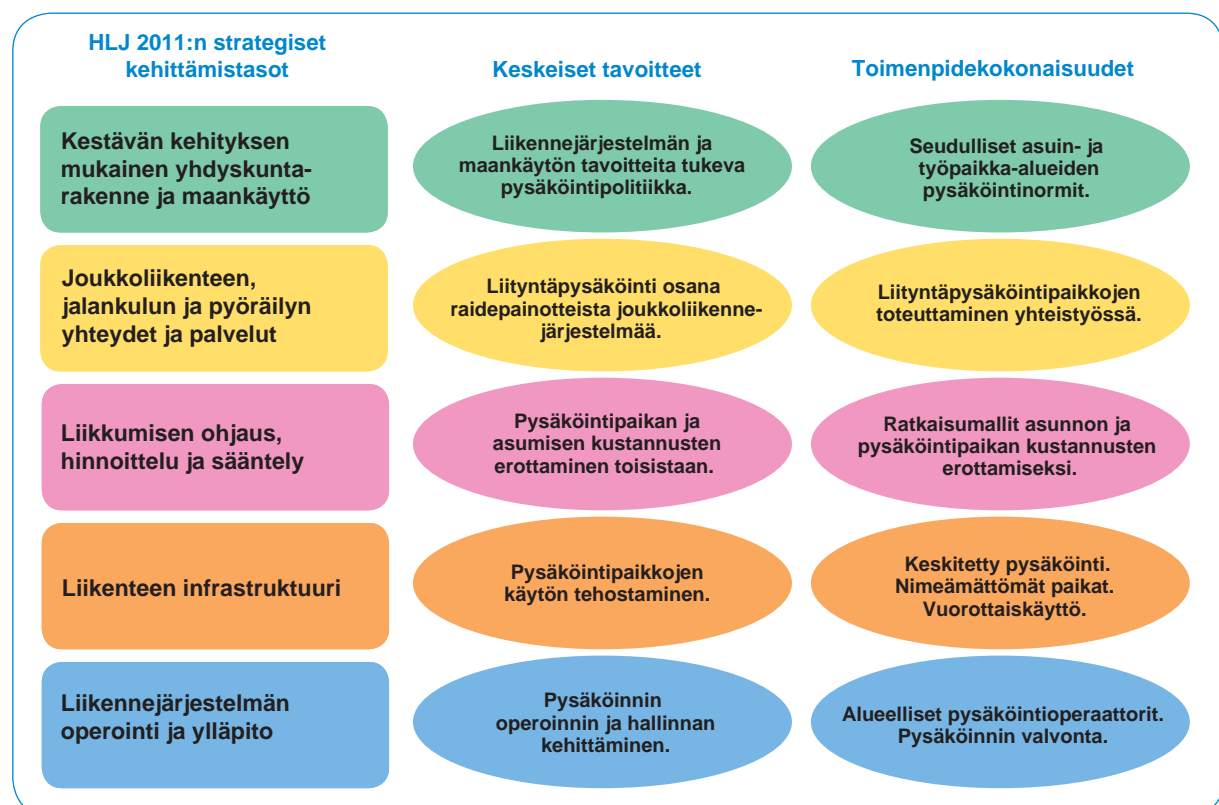 HLJ 2011:n strategiset
kehittämistasot
Keskeiset tavoitteet
Toimenpidekokonaisuudet
Kestävän kehityksen
mukainen yhdyskunta-
rakenne ja maankäyttö
Liikennejärjestelmän ja
maankäytön tavoitteita tukeva
pysäköintipolitiikka.
Seudulliset asuin- ja
työpaikka-alueiden
pysäköintinormit.
Joukkoliikenteen,
jalankulun ja pyöräilyn
yhteydet ja palvelut
Liityntäpysäköinti osana
raidepainotteista joukkoliikenne-
järjestelmää.
Liityntäpysäköintipaikkojen
toteuttaminen yhteistyössä.
Liikkumisen ohjaus,
hinnoittelu ja sääntely
Pysäköintipaikan ja
asumisen kustannusten
erottaminen toisistaan.
Ratkaisumallit asunnon ja
pysäköintipaikan kustannusten
erottamiseksi.
Liikenteen infrastruktuuri
Pysäköintipaikkojen
käytön tehostaminen.
Keskitetty pysäköinti.
Nimeämättömät paikat.
Vuorottaiskäyttö.
Liikennejärjestelmän
operointi ja ylläpito
Pysäköinnin
operoinnin ja hallinnan
kehittäminen.
Alueelliset pysäköintioperaattorit.
Pysäköinnin valvonta.